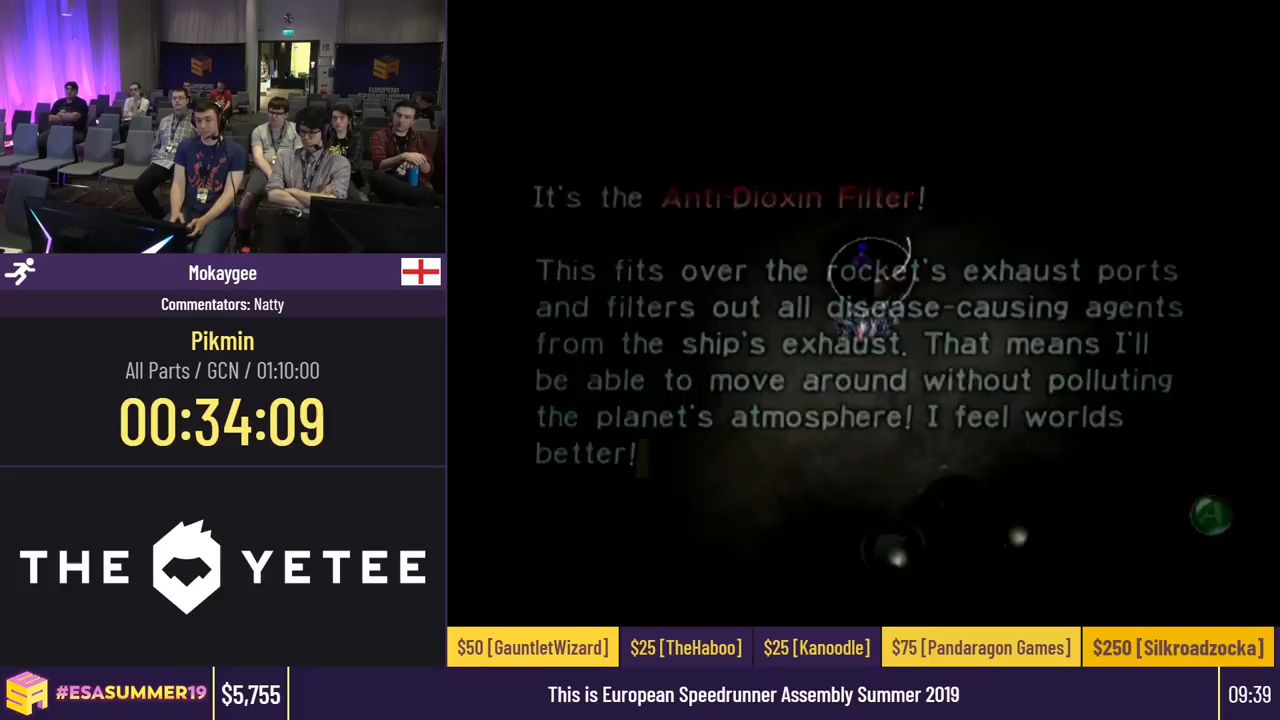 It's the Anti-Dioxin Filter!
This fits over the rocket's exhaust ports
and filters out all disease-causing agents
from the ship's exhaust. That means I'll
be able to move around without polluting
the planet's atmosphere! I feel worlds
better!
A
Mokaygee
Commentators: Natty
Pikmin
All Parts / GCN / 01:10:00
00:34:09
THE YETEE
$50 [GauntletWizard] $25 [TheHaboo] $25 [Kanoodle] $75 [Pandaragon Games] $250 [Silkroadzocka]
#ESASUMMER19 $5,755 This is European Speedrunner Assembly Summer 2019 09:39